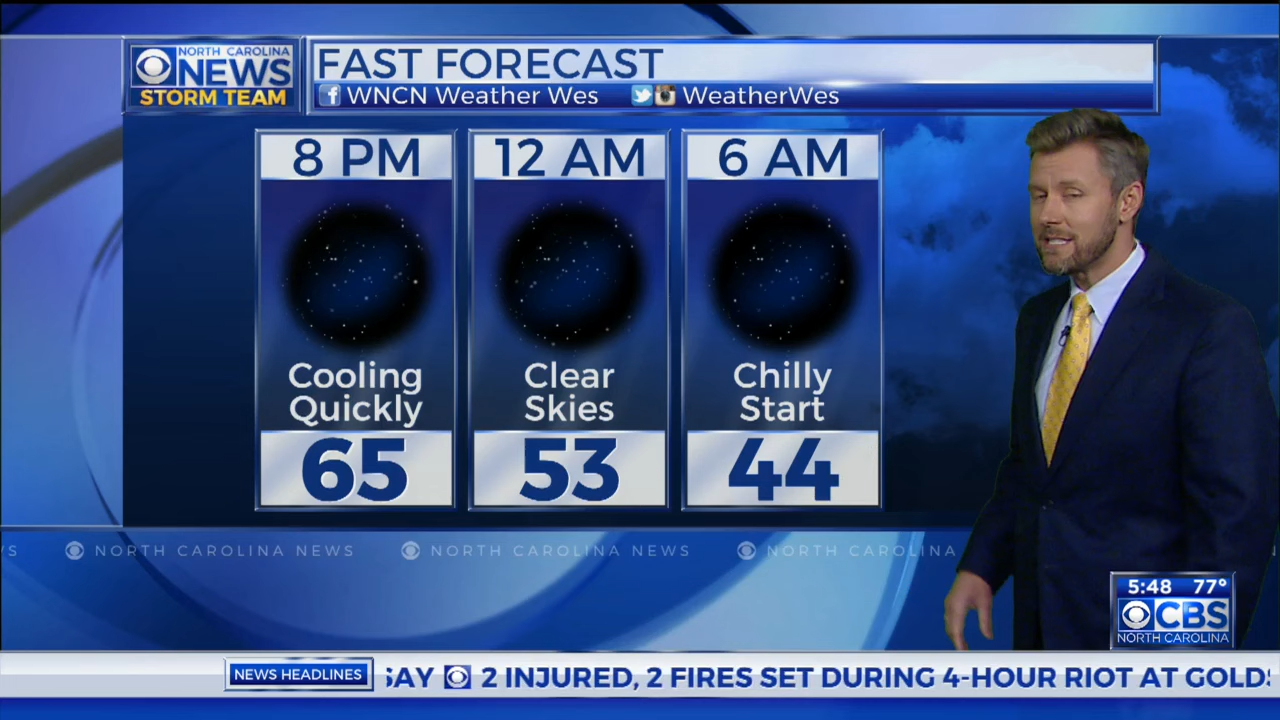 NORTH CAROLINA
NEWS
STORM TEAM
FAST FORECAST
f WNCN Weather Wes WeatherWes
8 PM
Cooling
Quickly
65
12 AM
Clear
Skies
53
6 AM
Chilly
Start
44
NORTH CAROLINA NEWS NORTH CAROLINA NEWS NORTH CAROLINA
5:48 77°
CBS
NORTH CAROLINA
NEWS HEADLINES
SAY 2 INJURED, 2 FIRES SET DURING 4-HOUR RIOT AT GOLDS